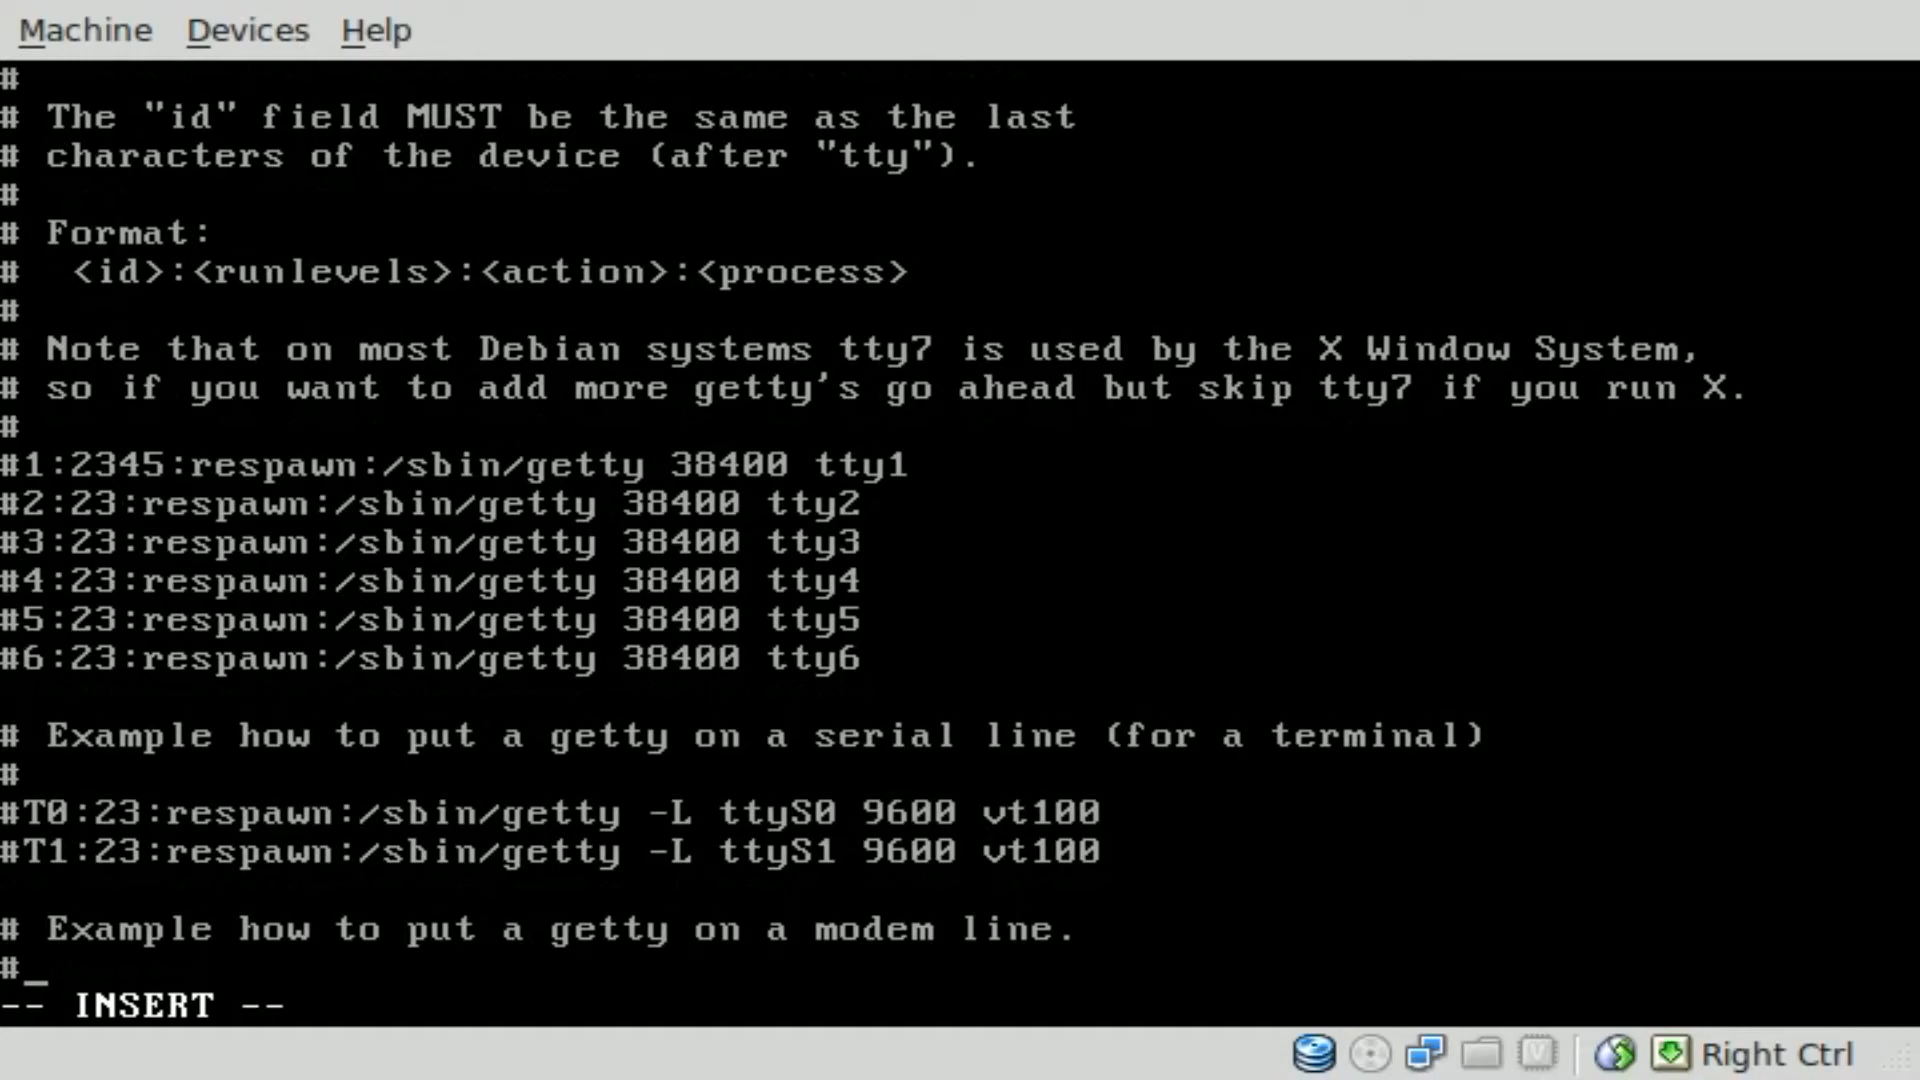 Machine Devices Help
#
# The "id" field MUST be the same as the last
# characters of the device (after "tty").
#
# Format:
#  <id>:<runlevels>:<action>:<process>
#
# Note that on most Debian systems tty7 is used by the X Window System,
# so if you want to add more getty's go ahead but skip tty7 if you run X.
#
#1:2345:respawn:/sbin/getty 38400 tty1
#2:23:respawn:/sbin/getty 38400 tty2
#3:23:respawn:/sbin/getty 38400 tty3
#4:23:respawn:/sbin/getty 38400 tty4
#5:23:respawn:/sbin/getty 38400 tty5
#6:23:respawn:/sbin/getty 38400 tty6
# Example how to put a getty on a serial line (for a terminal)
#
#T0:23:respawn:/sbin/getty -L ttyS0 9600 vt100
#T1:23:respawn:/sbin/getty -L ttyS1 9600 vt100
# Example how to put a getty on a modem line.
#_
-- INSERT --
Right Ctrl